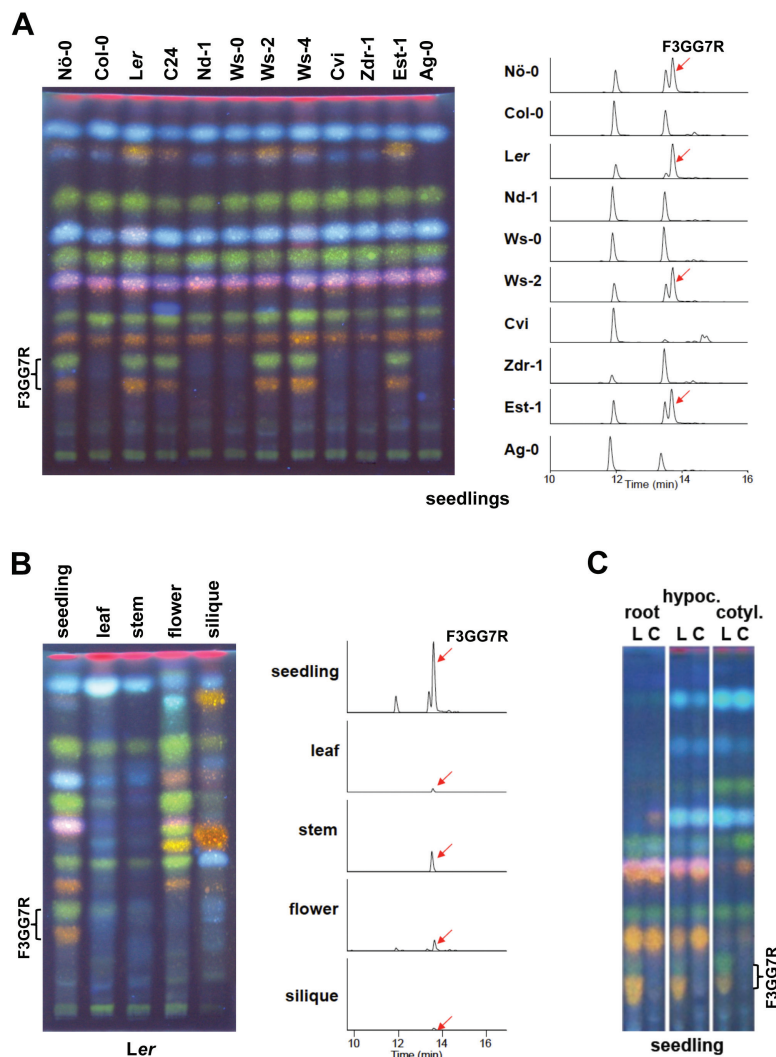 A
Nö-0 Col-0 Ler C24 Nd-1 Ws-0 Ws-2 Ws-4 Cvi Zdr-1 Est-1 Ag-0
F3GG7R
seedlings
F3GG7R
Nö-0
Col-0
Ler
Nd-1
Ws-0
Ws-2
Cvi
Zdr-1
Est-1
Ag-0
10 12 14 16
Time (min)
B
seedling leaf stem flower silique
F3GG7R
Ler
F3GG7R
seedling
leaf
stem
flower
silique
10 12 14 16
Time (min)
C
hypoc.
root cotyl.
L C L C L C
F3GG7R
seedling